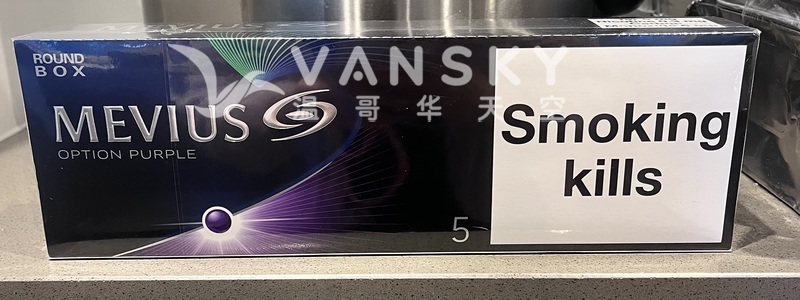 ROUND
BOX
VANSKY
温哥华天空
MEVIUS
OPTION PURPLE
5
Smoking
kills